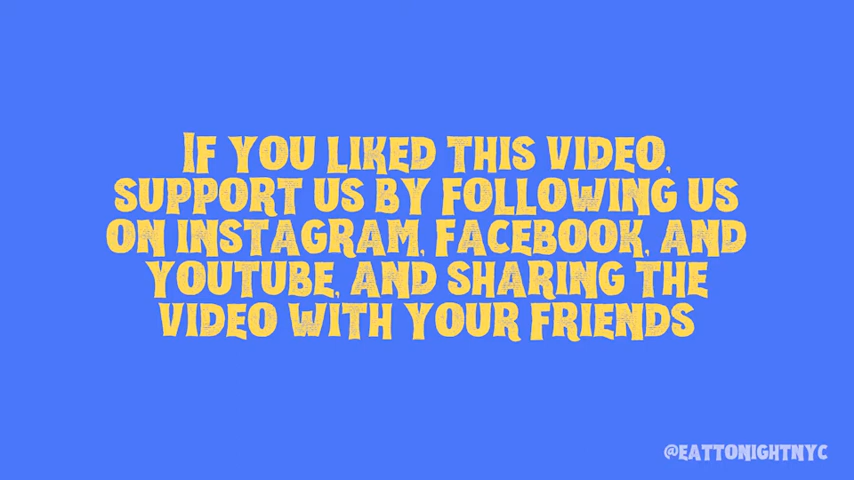 IF YOU LIKED THIS VIDEO,
SUPPORT US BY FOLLOWING US
ON INSTAGRAM, FACEBOOK, AND
YOUTUBE, AND SHARING THE
VIDEO WITH YOUR FRIENDS
@EATTONIGHTNYC